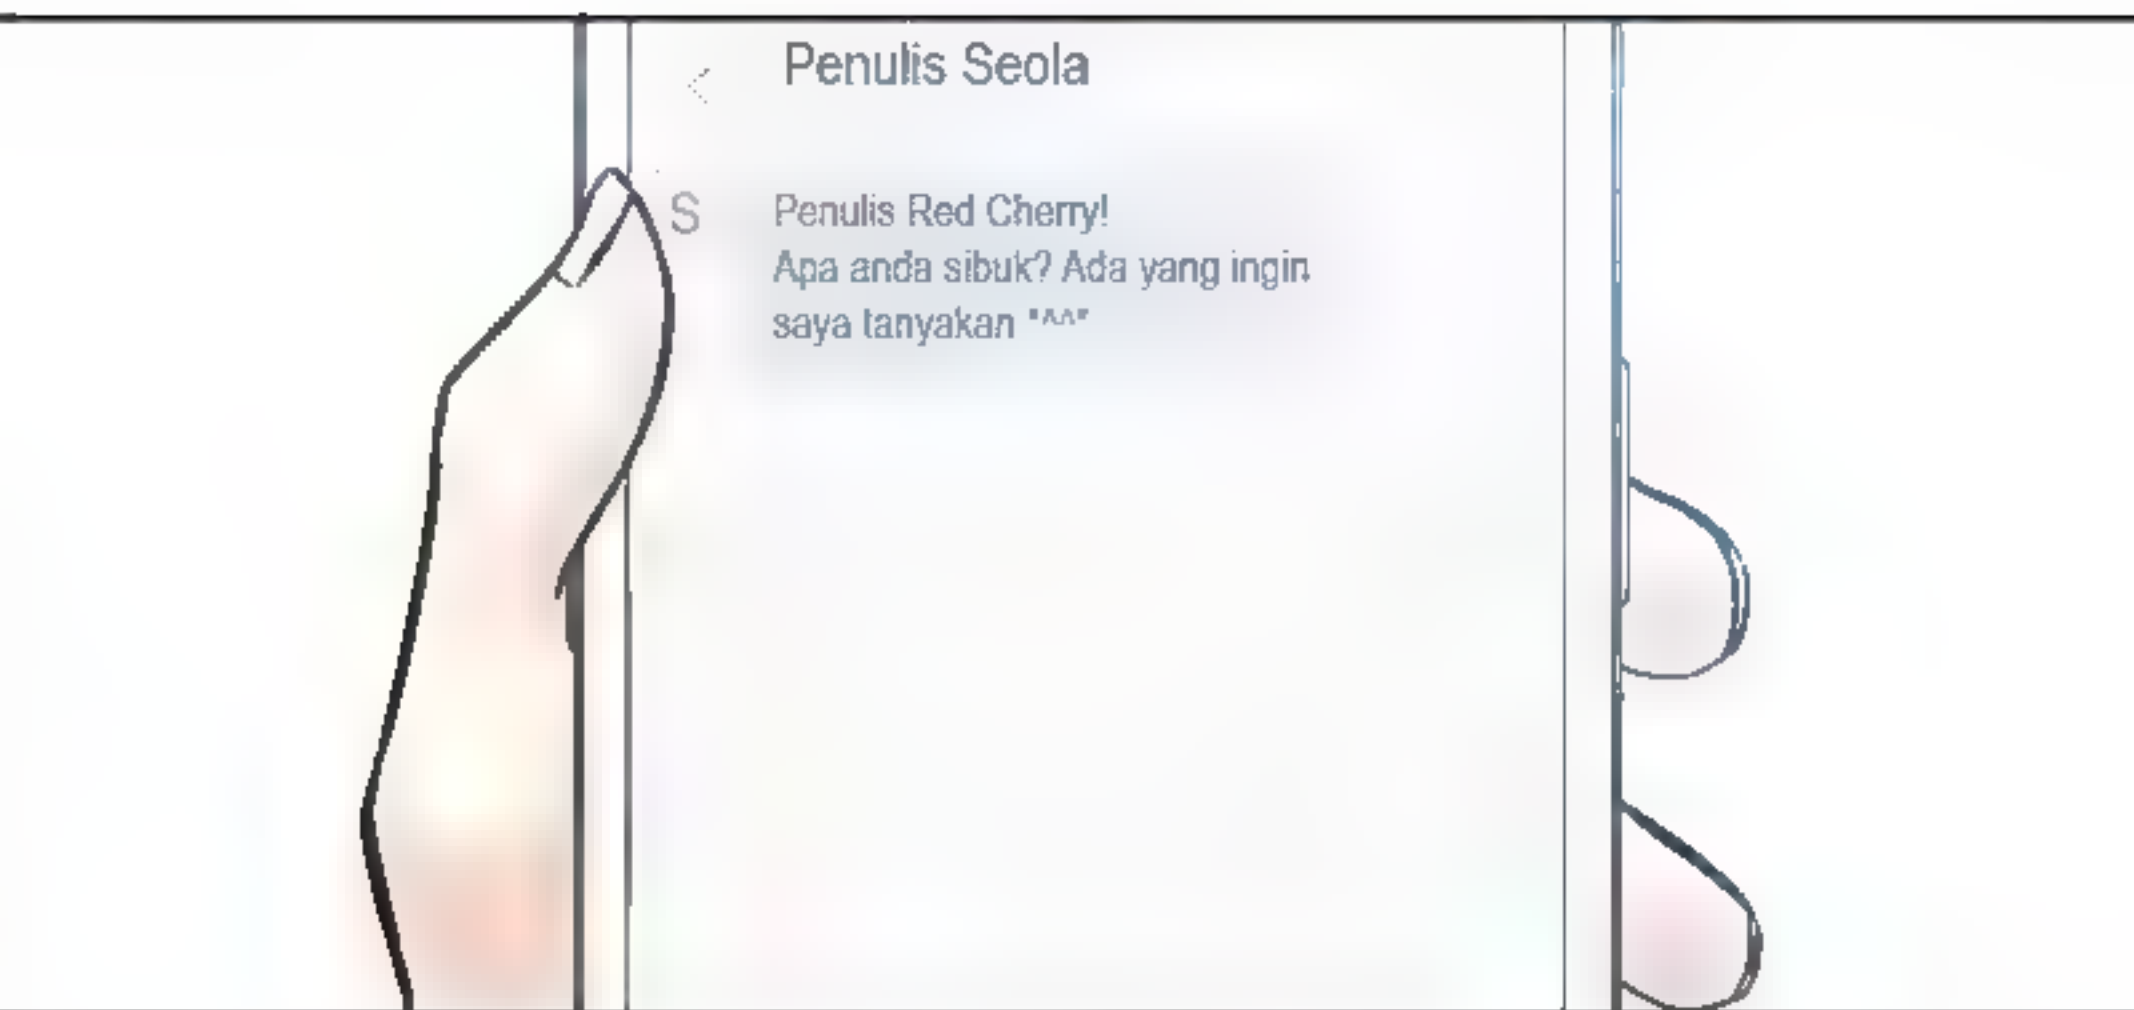 Penulis Seola
S
Penulis Red Cherry!
Apa anda sibuk? Ada yang ingin
saya tanyakan "^^"